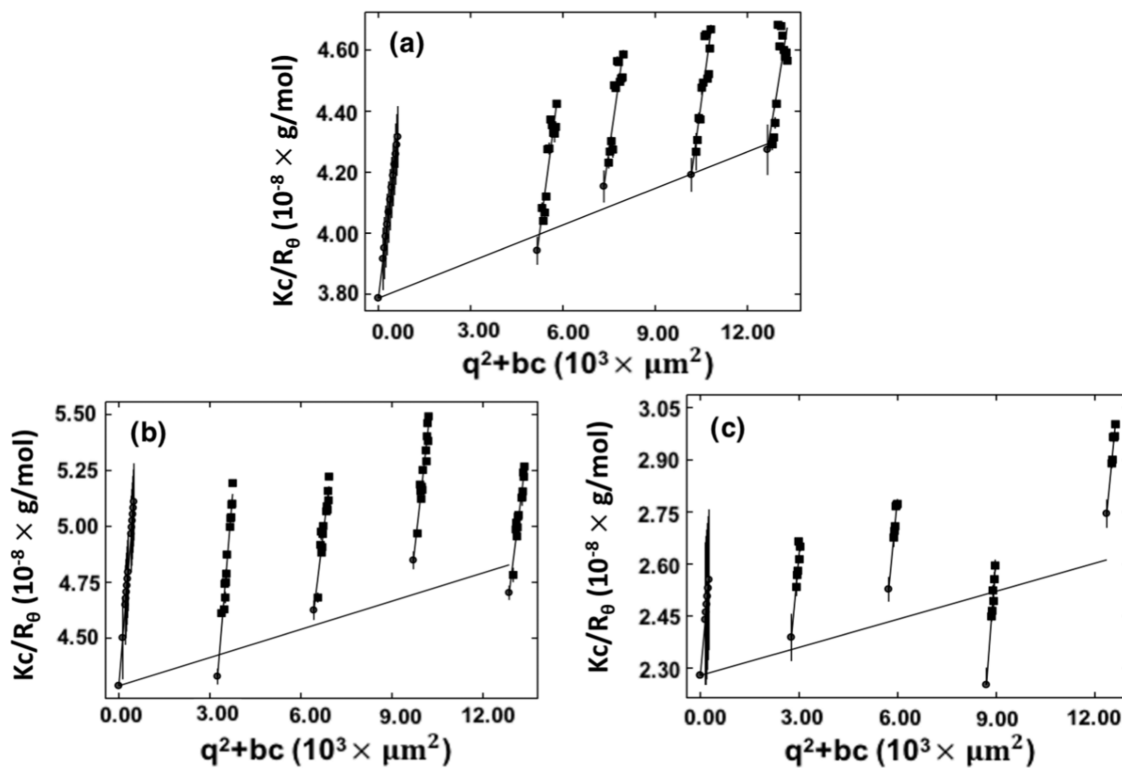 (a)
Kc/Rθ (10⁻⁸ × g/mol)
4.60
4.40
4.20
4.00
3.80
0.00 3.00 6.00 9.00 12.00
q²+bc (10³ × μm²)
(b)
Kc/Rθ (10⁻⁸ × g/mol)
5.50
5.25
5.00
4.75
4.50
0.00 3.00 6.00 9.00 12.00
q²+bc (10³ × μm²)
(c)
Kc/Rθ (10⁻⁸ × g/mol)
3.05
2.90
2.75
2.60
2.45
2.30
0.00 3.00 6.00 9.00 12.00
q²+bc (10³ × μm²)